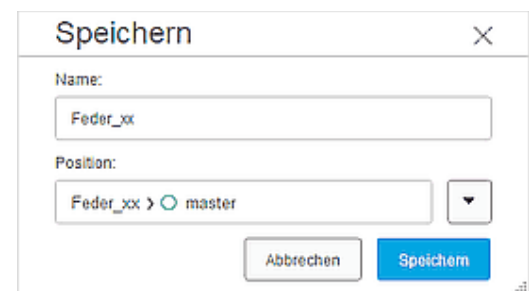 Speichern
Name:
Feder_xx
Position:
Feder_xx > master
Abbrechen Speichern